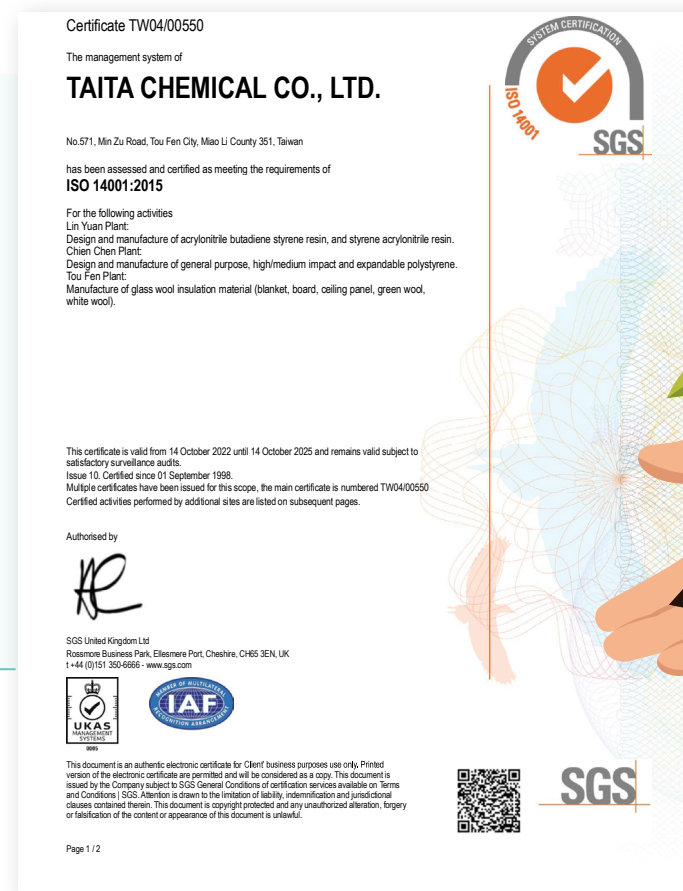 Certificate TW04/00550
The management system of
TAITA CHEMICAL CO., LTD.
No.571, Min Zu Road, Tou Fen City, Miao Li County 351, Taiwan
has been assessed and certified as meeting the requirements of
ISO 14001:2015
For the following activities
Lin Yuan Plant:
Design and manufacture of acrylonitrile butadiene styrene resin, and styrene acrylonitrile resin.
Chien Chen Plant:
Design and manufacture of general purpose, high/medium impact and expandable polystyrene.
Tou Fen Plant:
Manufacture of glass wool insulation material (blanket, board, ceiling panel, green wool,
white wool).
This certificate is valid from 14 October 2022 until 14 October 2025 and remains valid subject to
satisfactory surveillance audits.
Issue 10. Certified since 01 September 1998.
Multiple certificates have been issued for this scope, the main certificate is numbered TW04/00550
Certified activities performed by additional sites are listed on subsequent pages.
Authorised by
SGS United Kingdom Ltd
Rossmore Business Park, Ellesmere Port, Cheshire, CH65 3EN, UK
t +44 (0)151 350-6666 - www.sgs.com
UKAS
MANAGEMENT
SYSTEMS
0005
MEMBER OF MULTILATERAL
IAF
RECOGNITION ARRANGEMENT
This document is an authentic electronic certificate for Client' business purposes use only. Printed
version of the electronic certificate are permitted and will be considered as a copy. This document is
issued by the Company subject to SGS General Conditions of certification services available on Terms
and Conditions | SGS. Attention is drawn to the limitation of liability, indemnification and jurisdictional
clauses contained therein. This document is copyright protected and any unauthorized alteration, forgery
or falsification of the content or appearance of this document is unlawful.
Page 1 / 2
SYSTEM CERTIFICATION
ISO 14001
SGS
SGS